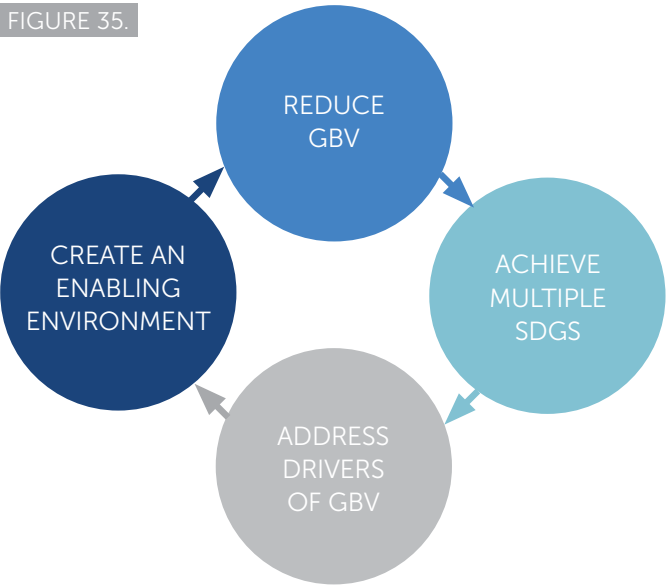 FIGURE 35.
REDUCE
GBV
ACHIEVE
MULTIPLE
SDGS
ADDRESS
DRIVERS
OF GBV
CREATE AN
ENABLING
ENVIRONMENT